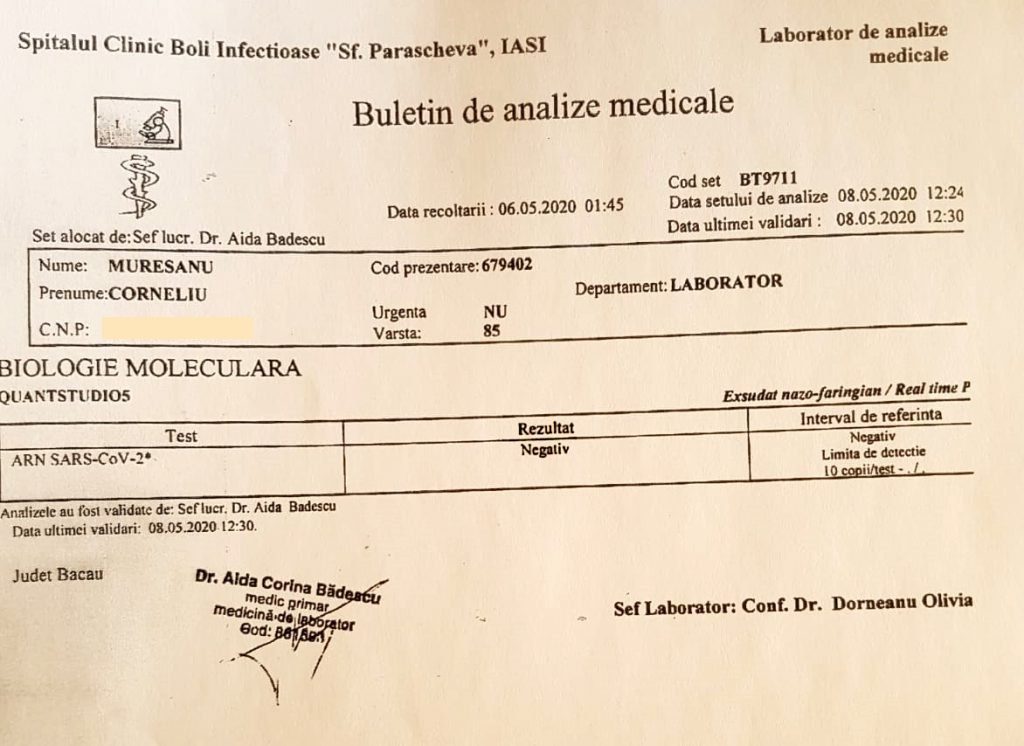 Spitalul Clinic Boli Infectioase "Sf. Parascheva", IASI
Laborator de analize
medicale
Buletin de analize medicale
Cod set BT9711
Data recoltarii : 06.05.2020 01:45
Data setului de analize 08.05.2020 12:24
Data ultimei validari : 08.05.2020 12:30
Set alocat de: Sef lucr. Dr. Aida Badescu
Nume: MURESANU
Cod prezentare: 679402
Prenume: CORNELIU
Departament: LABORATOR
Urgenta NU
C.N.P:
Varsta: 85
BIOLOGIE MOLECULARA
QUANTSTUDIO5
Exsudat nazo-faringian / Real time P
Test Rezultat Interval de referinta
ARN SARS-CoV-2* Negativ Negativ
Limita de detectie
10 copii/test - . / .
Analizele au fost validate de: Sef lucr. Dr. Aida Badescu
Data ultimei validari: 08.05.2020 12:30.
Judet Bacau
Dr. Aida Corina Bădescu
medic primar
medicină de laborator
Cod:
Sef Laborator: Conf. Dr. Dorneanu Olivia